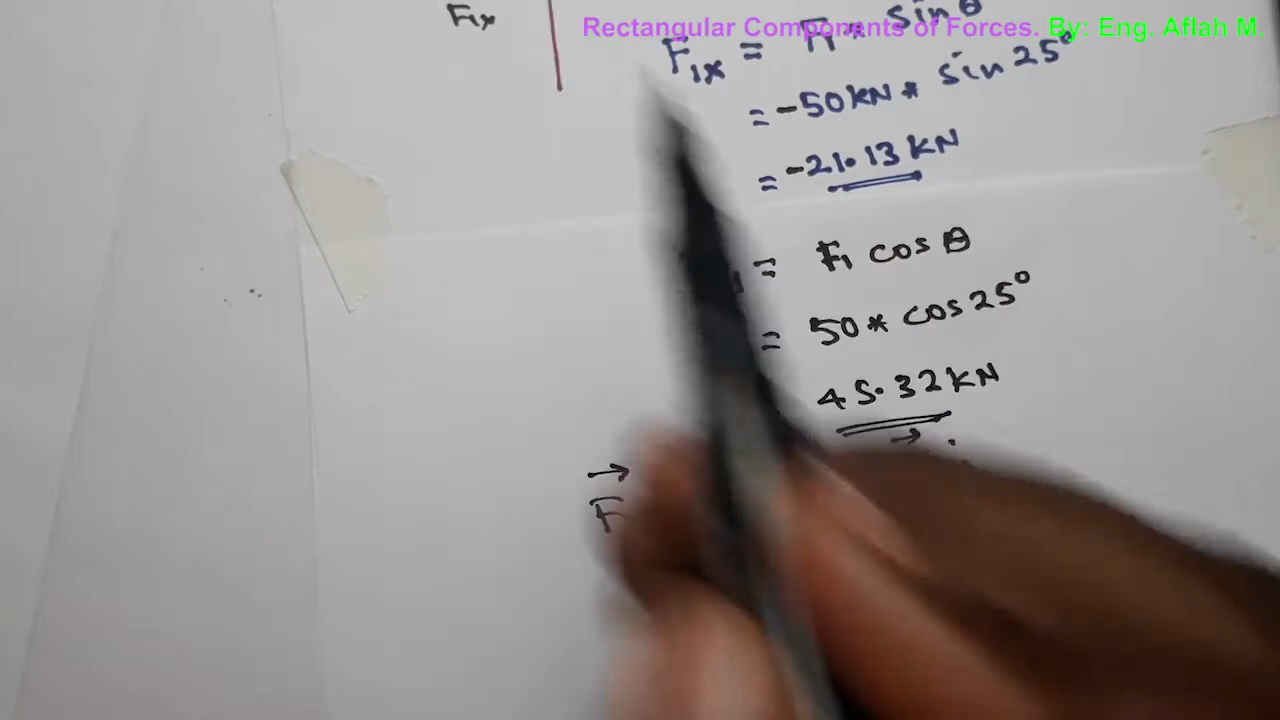 Rectangular Components of Forces. By: Eng. Aflah M.
F1x
F1x = F1 * sin θ
= -50kN * sin 25°
= -21.13 kN
= F1 cos θ
= 50 * cos 25°
45.32 kN
F